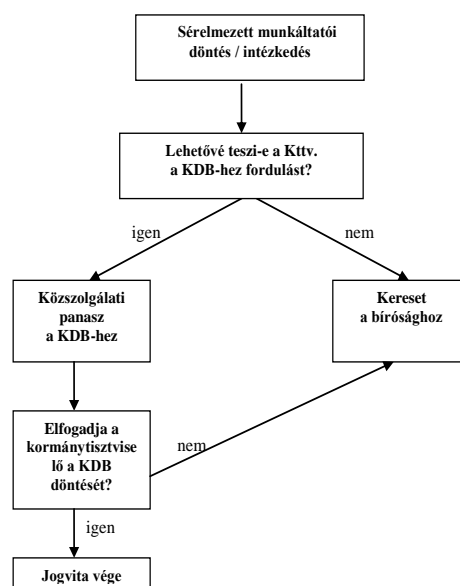 Sérelmezett munkáltatói
döntés / intézkedés
Lehetővé teszi-e a Kttv.
a KDB-hez fordulást?
igen
nem
Közszolgálati
panasz
a KDB-hez
Kereset
a bírósághoz
Elfogadja a
kormánytisztvise
lő a KDB
döntését?
nem
igen
Jogvita vége